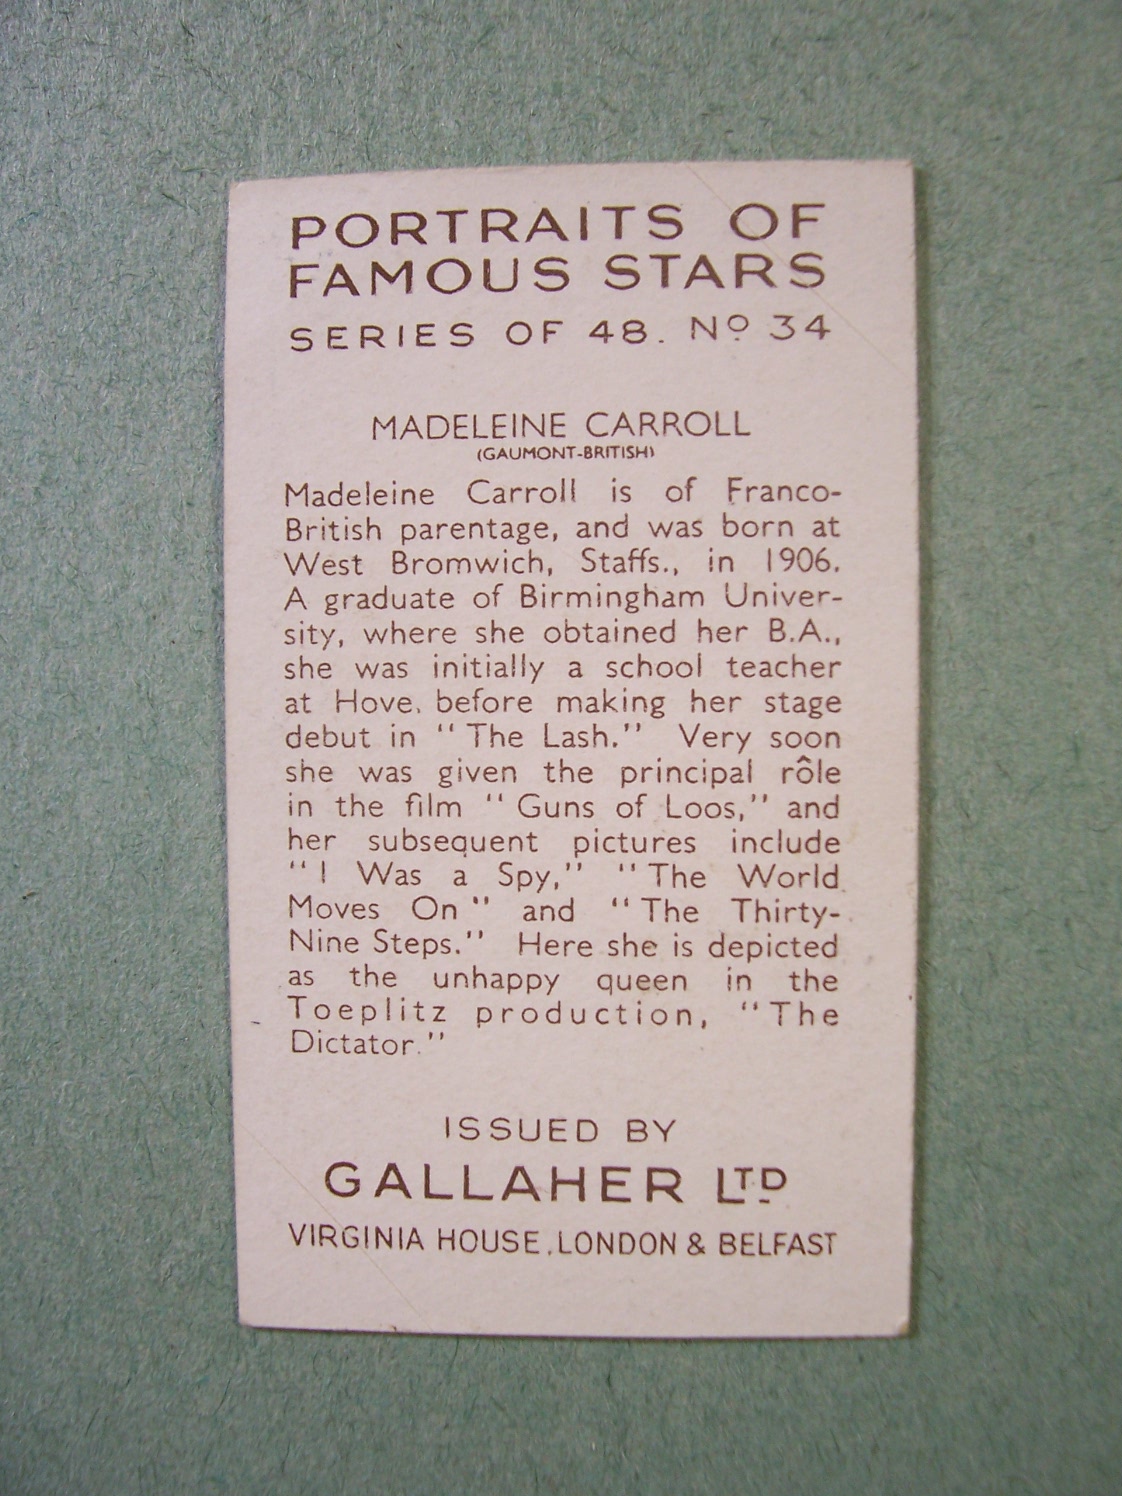 PORTRAITS OF
FAMOUS STARS
SERIES OF 48. Nº 34
MADELEINE CARROLL
(GAUMONT-BRITISH)
Madeleine Carroll is of Franco-
British parentage, and was born at
West Bromwich, Staffs., in 1906.
A graduate of Birmingham Univer-
sity, where she obtained her B.A.,
she was initially a school teacher
at Hove, before making her stage
debut in "The Lash." Very soon
she was given the principal rôle
in the film "Guns of Loos," and
her subsequent pictures include
"I Was a Spy," "The World
Moves On" and "The Thirty-
Nine Steps." Here she is depicted
as the unhappy queen in the
Toeplitz production, "The
Dictator."
ISSUED BY
GALLAHER LTD
VIRGINIA HOUSE, LONDON & BELFAST